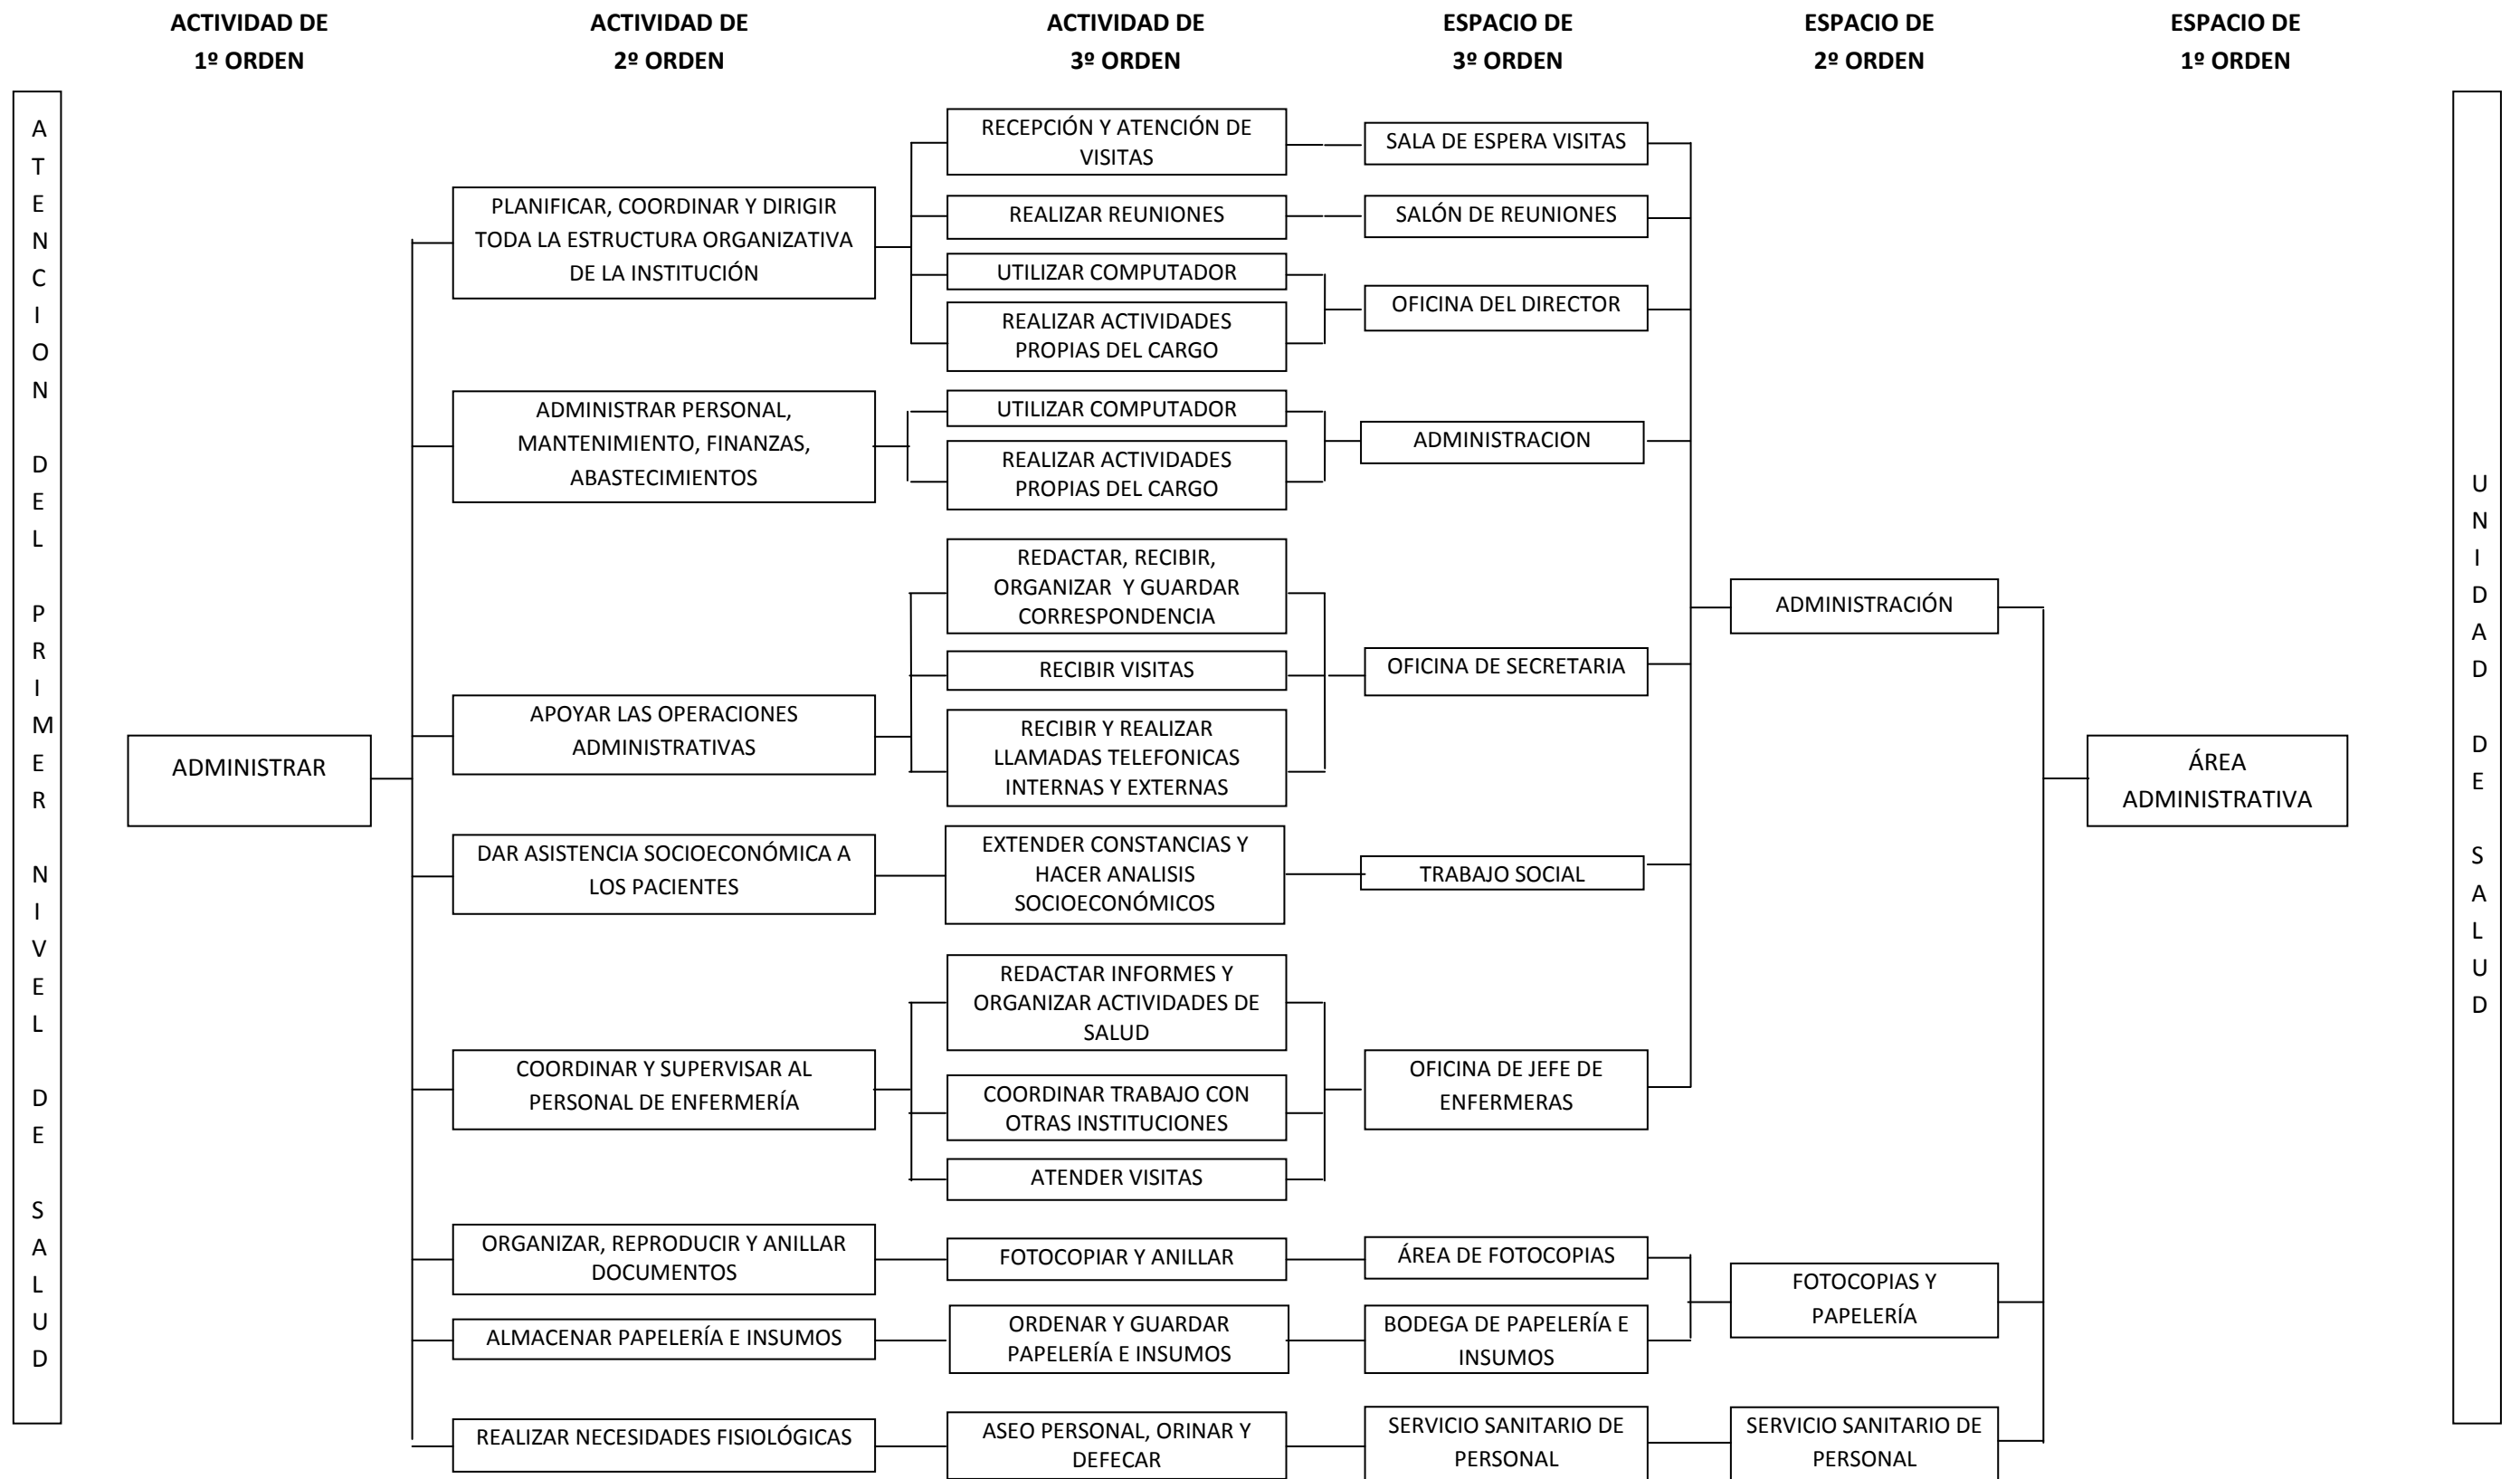 ACTIVIDAD DE
1º ORDEN
ACTIVIDAD DE
2º ORDEN
ACTIVIDAD DE
3º ORDEN
ESPACIO DE
3º ORDEN
ESPACIO DE
2º ORDEN
ESPACIO DE
1º ORDEN
ATENCION DEL PRIMER NIVEL DE SALUD
ADMINISTRAR
PLANIFICAR, COORDINAR Y DIRIGIR
TODA LA ESTRUCTURA ORGANIZATIVA
DE LA INSTITUCIÓN
RECEPCIÓN Y ATENCIÓN DE
VISITAS
SALA DE ESPERA VISITAS
REALIZAR REUNIONES
SALÓN DE REUNIONES
UTILIZAR COMPUTADOR
REALIZAR ACTIVIDADES
PROPIAS DEL CARGO
OFICINA DEL DIRECTOR
ADMINISTRAR PERSONAL,
MANTENIMIENTO, FINANZAS,
ABASTECIMIENTOS
UTILIZAR COMPUTADOR
REALIZAR ACTIVIDADES
PROPIAS DEL CARGO
ADMINISTRACION
APOYAR LAS OPERACIONES
ADMINISTRATIVAS
REDACTAR, RECIBIR,
ORGANIZAR Y GUARDAR
CORRESPONDENCIA
RECIBIR VISITAS
RECIBIR Y REALIZAR
LLAMADAS TELEFONICAS
INTERNAS Y EXTERNAS
OFICINA DE SECRETARIA
DAR ASISTENCIA SOCIOECONÓMICA A
LOS PACIENTES
EXTENDER CONSTANCIAS Y
HACER ANALISIS
SOCIOECONÓMICOS
TRABAJO SOCIAL
COORDINAR Y SUPERVISAR AL
PERSONAL DE ENFERMERÍA
REDACTAR INFORMES Y
ORGANIZAR ACTIVIDADES DE
SALUD
COORDINAR TRABAJO CON
OTRAS INSTITUCIONES
ATENDER VISITAS
OFICINA DE JEFE DE
ENFERMERAS
ADMINISTRACIÓN
ORGANIZAR, REPRODUCIR Y ANILLAR
DOCUMENTOS
FOTOCOPIAR Y ANILLAR
ÁREA DE FOTOCOPIAS
ALMACENAR PAPELERÍA E INSUMOS
ORDENAR Y GUARDAR
PAPELERÍA E INSUMOS
BODEGA DE PAPELERÍA E
INSUMOS
FOTOCOPIAS Y
PAPELERÍA
REALIZAR NECESIDADES FISIOLÓGICAS
ASEO PERSONAL, ORINAR Y
DEFECAR
SERVICIO SANITARIO DE
PERSONAL
SERVICIO SANITARIO DE
PERSONAL
ÁREA
ADMINISTRATIVA
UNIDAD DE SALUD